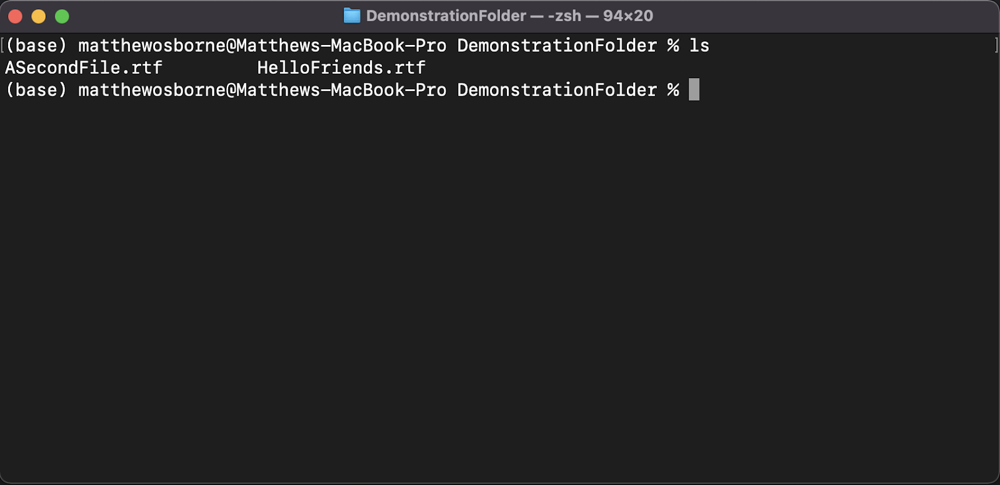 DemonstrationFolder — -zsh — 94×20
[(base) matthewosborne@Matthews-MacBook-Pro DemonstrationFolder % ls ]
ASecondFile.rtf HelloFriends.rtf
(base) matthewosborne@Matthews-MacBook-Pro DemonstrationFolder %